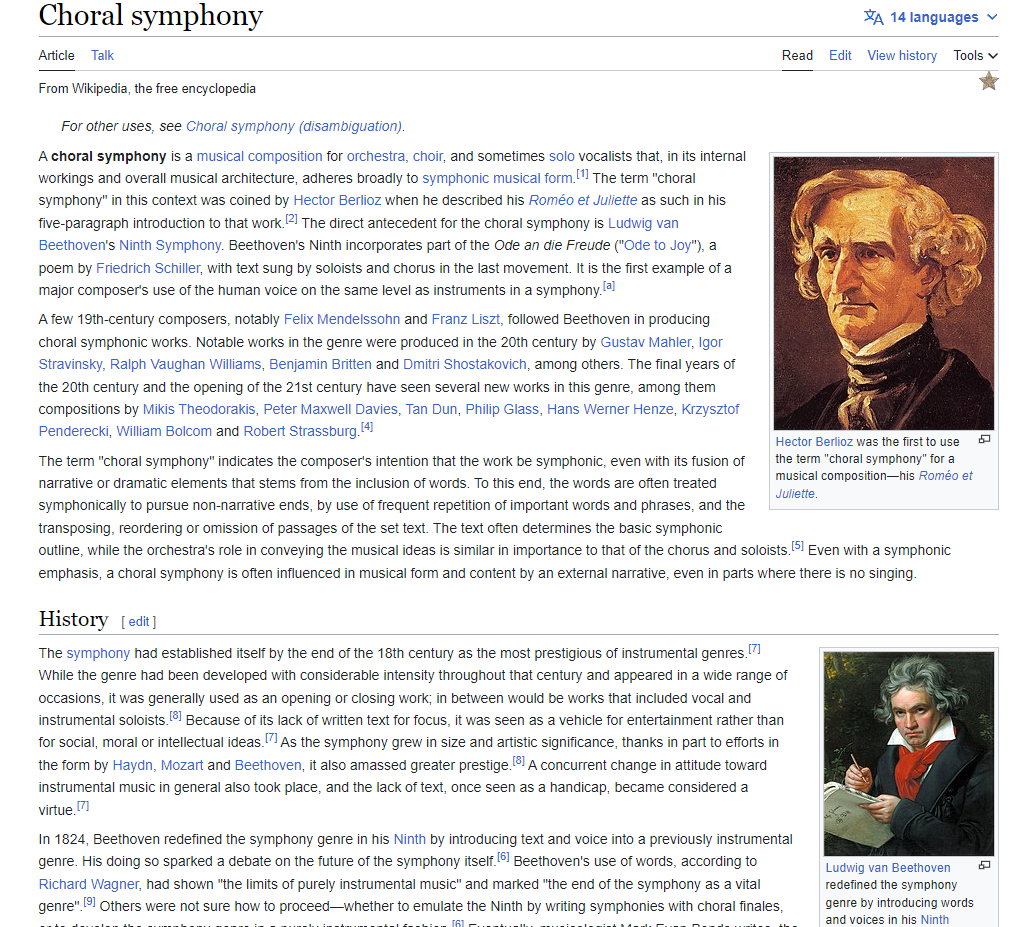 Choral symphony
14 languages
Article Talk Read Edit View history Tools
From Wikipedia, the free encyclopedia
For other uses, see Choral symphony (disambiguation).
A choral symphony is a musical composition for orchestra, choir, and sometimes solo vocalists that, in its internal
workings and overall musical architecture, adheres broadly to symphonic musical form.[1] The term "choral
symphony" in this context was coined by Hector Berlioz when he described his Roméo et Juliette as such in his
five-paragraph introduction to that work.[2] The direct antecedent for the choral symphony is Ludwig van
Beethoven's Ninth Symphony. Beethoven's Ninth incorporates part of the Ode an die Freude ("Ode to Joy"), a
poem by Friedrich Schiller, with text sung by soloists and chorus in the last movement. It is the first example of a
major composer's use of the human voice on the same level as instruments in a symphony.[a]
A few 19th-century composers, notably Felix Mendelssohn and Franz Liszt, followed Beethoven in producing
choral symphonic works. Notable works in the genre were produced in the 20th century by Gustav Mahler, Igor
Stravinsky, Ralph Vaughan Williams, Benjamin Britten and Dmitri Shostakovich, among others. The final years of
the 20th century and the opening of the 21st century have seen several new works in this genre, among them
compositions by Mikis Theodorakis, Peter Maxwell Davies, Tan Dun, Philip Glass, Hans Werner Henze, Krzysztof
Penderecki, William Bolcom and Robert Strassburg.[4]
Hector Berlioz was the first to use
the term "choral symphony" for a
musical composition—his Roméo et
Juliette.
The term "choral symphony" indicates the composer's intention that the work be symphonic, even with its fusion of
narrative or dramatic elements that stems from the inclusion of words. To this end, the words are often treated
symphonically to pursue non-narrative ends, by use of frequent repetition of important words and phrases, and the
transposing, reordering or omission of passages of the set text. The text often determines the basic symphonic
outline, while the orchestra's role in conveying the musical ideas is similar in importance to that of the chorus and soloists.[5] Even with a symphonic
emphasis, a choral symphony is often influenced in musical form and content by an external narrative, even in parts where there is no singing.
History [ edit ]
The symphony had established itself by the end of the 18th century as the most prestigious of instrumental genres.[7]
While the genre had been developed with considerable intensity throughout that century and appeared in a wide range of
occasions, it was generally used as an opening or closing work; in between would be works that included vocal and
instrumental soloists.[8] Because of its lack of written text for focus, it was seen as a vehicle for entertainment rather than
for social, moral or intellectual ideas.[7] As the symphony grew in size and artistic significance, thanks in part to efforts in
the form by Haydn, Mozart and Beethoven, it also amassed greater prestige.[8] A concurrent change in attitude toward
instrumental music in general also took place, and the lack of text, once seen as a handicap, became considered a
virtue.[7]
In 1824, Beethoven redefined the symphony genre in his Ninth by introducing text and voice into a previously instrumental
genre. His doing so sparked a debate on the future of the symphony itself.[6] Beethoven's use of words, according to
Richard Wagner, had shown "the limits of purely instrumental music" and marked "the end of the symphony as a vital
genre".[9] Others were not sure how to proceed—whether to emulate the Ninth by writing symphonies with choral finales,
or to develop the symphony genre in a purely instrumental fashion.[6] Eventually, musicologist Mark Evan Bonds writes, the
Ludwig van Beethoven
redefined the symphony
genre by introducing words
and voices in his Ninth